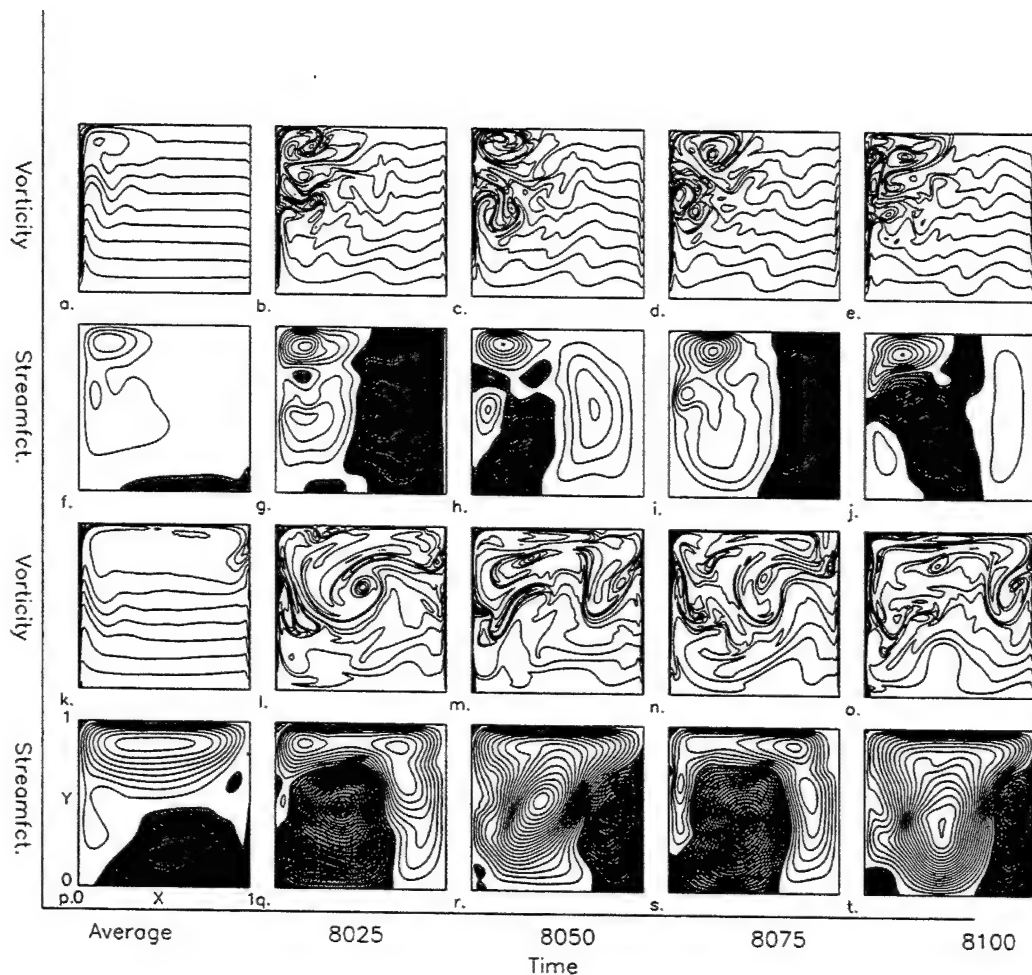 Vorticity
a. b. c. d. e.
Streamfct.
f. g. h. i. j.
Vorticity
k. l. m. n. o.
Streamfct.
1
Y
0
p.0 X 1q. r. s. t.
Average 8025 8050 8075 8100
Time